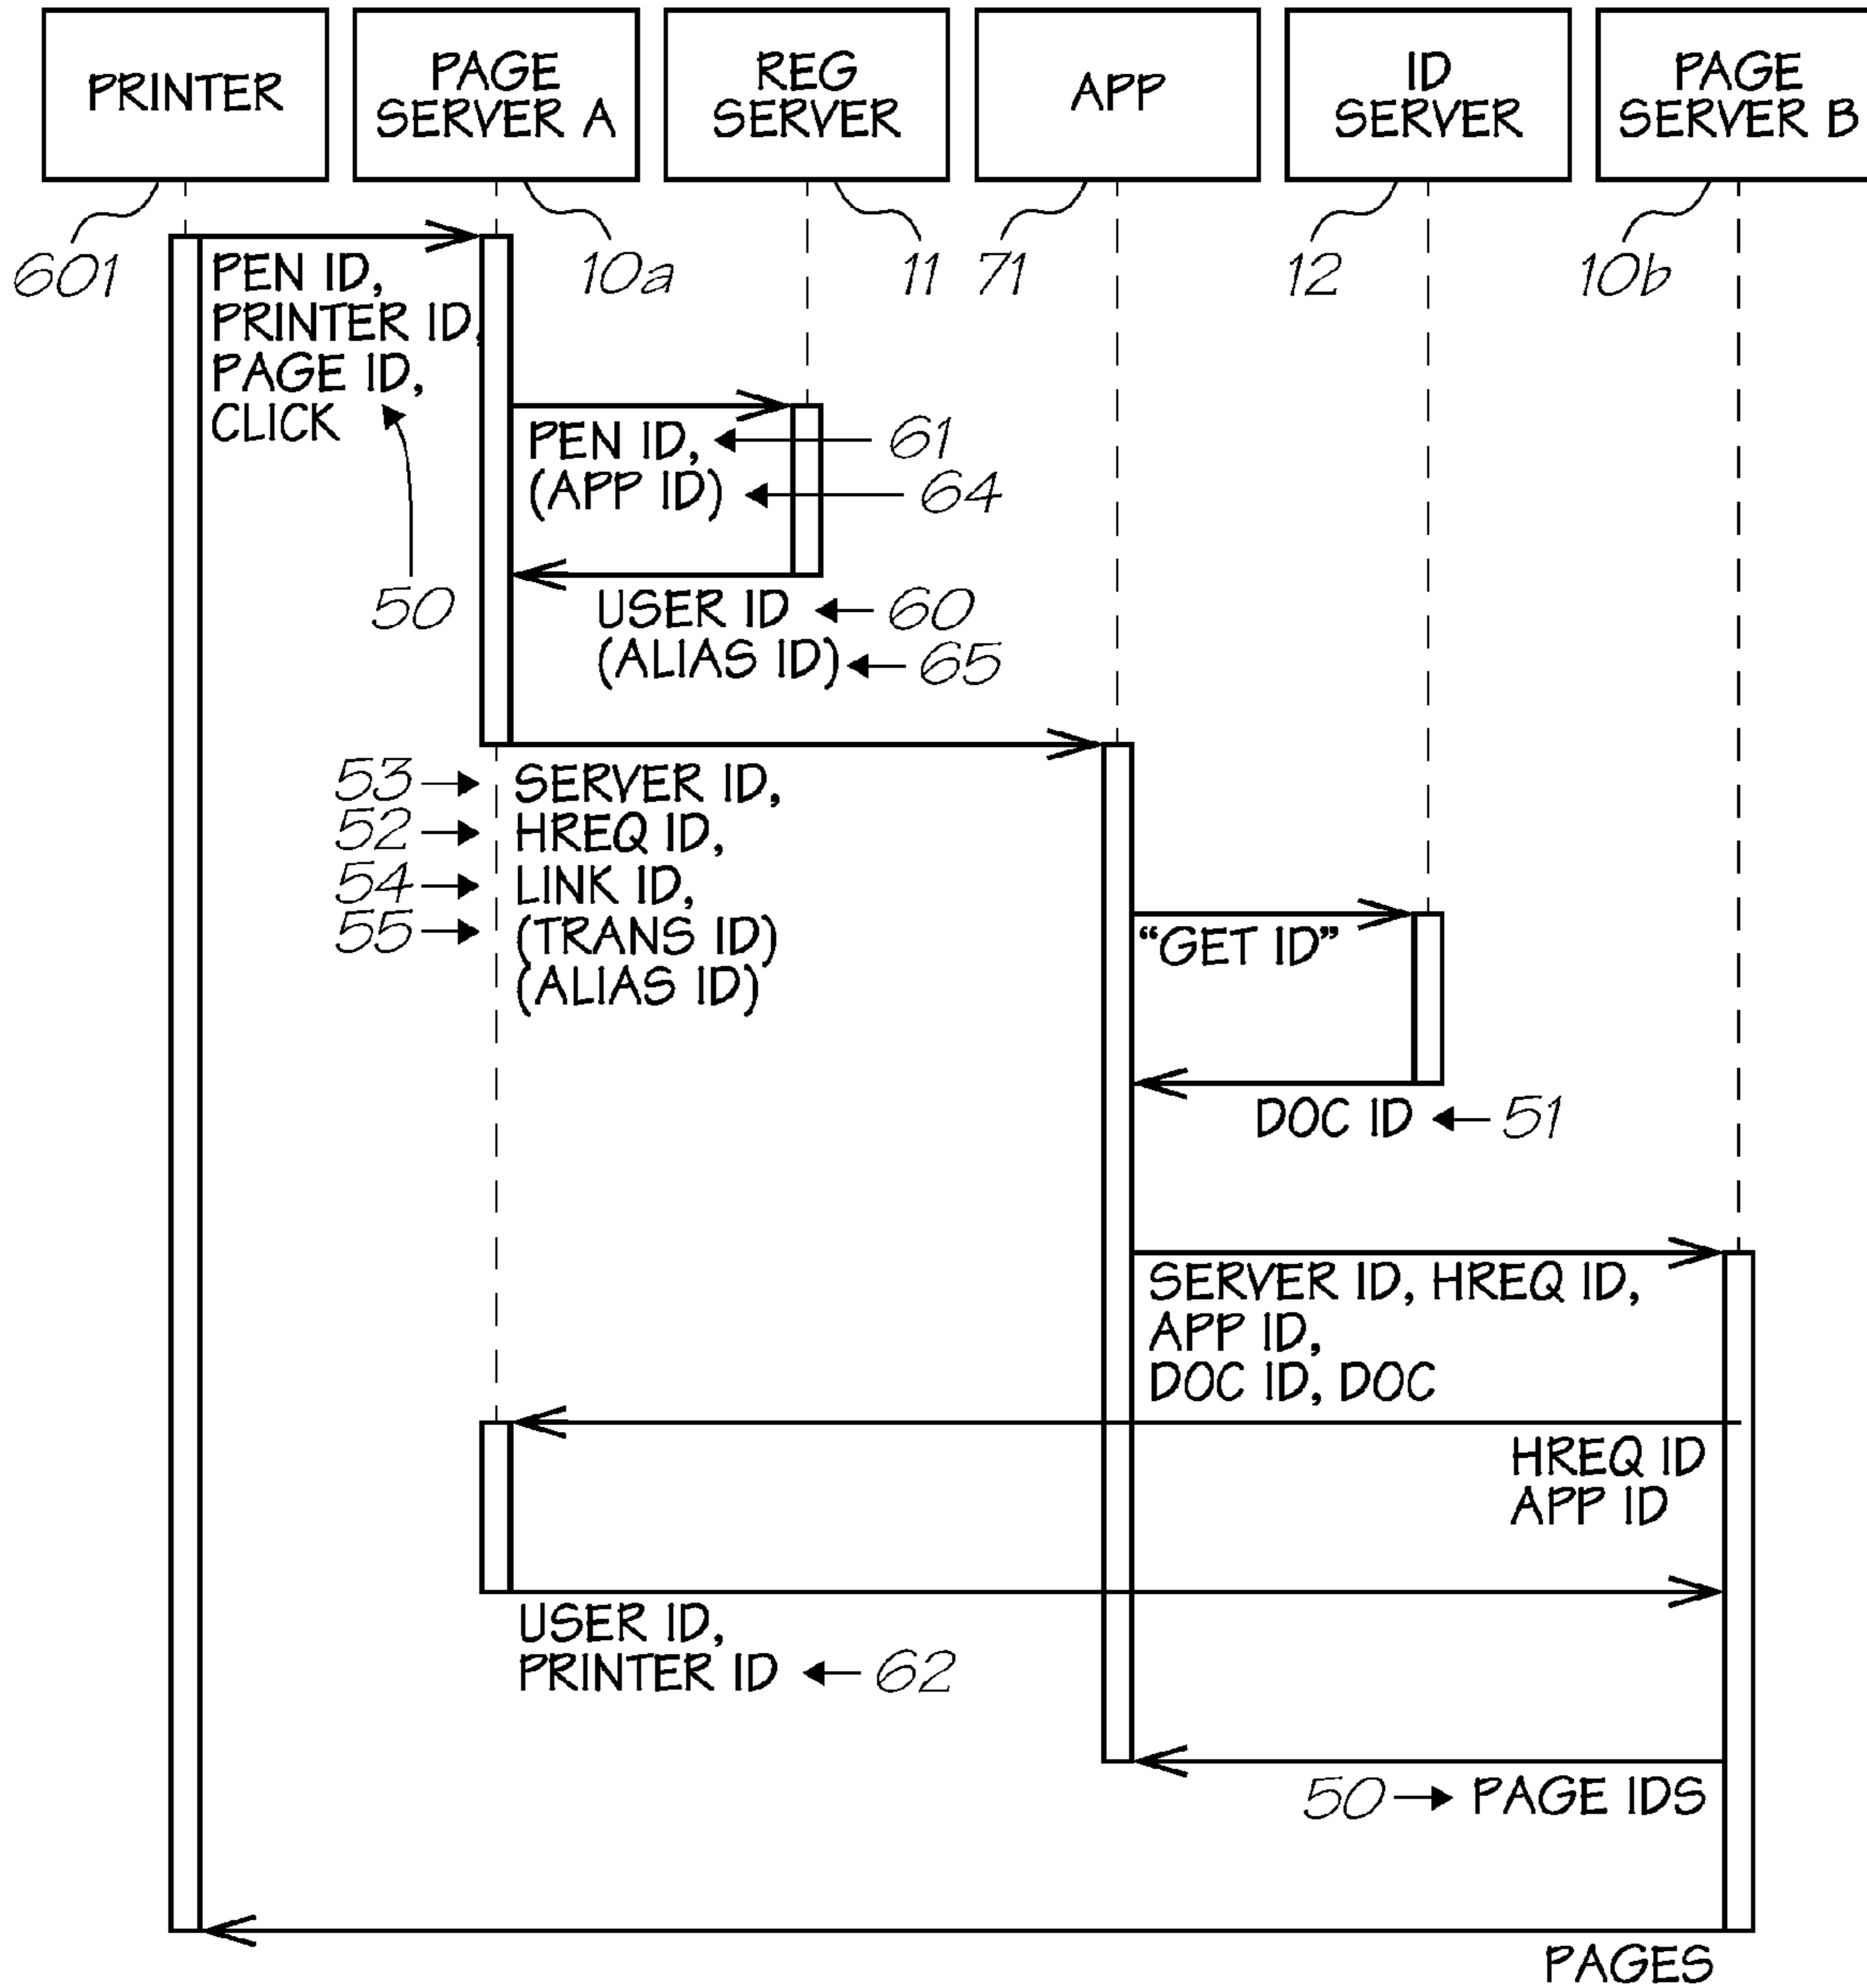 PRINTER
PAGE
SERVER A
REG
SERVER
APP
ID
SERVER
PAGE
SERVER B
601
10a
11
71
12
10b
PEN ID,
PRINTER ID,
PAGE ID,
CLICK
50
PEN ID,
(APP ID)
61
64
USER ID
(ALIAS ID)
60
65
53
52
54
55
SERVER ID,
HREQ ID,
LINK ID,
(TRANS ID)
(ALIAS ID)
“GET ID”
DOC ID
51
SERVER ID, HREQ ID,
APP ID,
DOC ID, DOC
HREQ ID
APP ID
USER ID,
PRINTER ID
62
50
PAGE IDS
PAGES